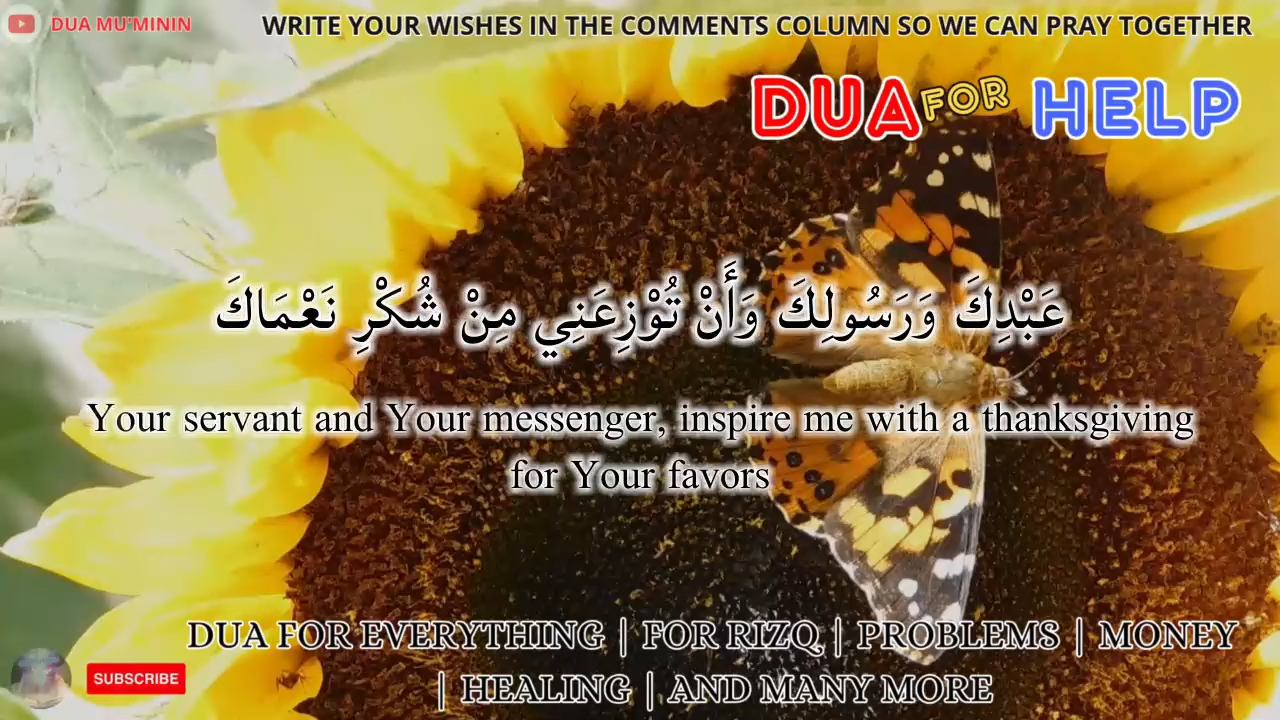 DUA MU'MININ
WRITE YOUR WISHES IN THE COMMENTS COLUMN SO WE CAN PRAY TOGETHER
DUA FOR HELP
عَبْدِكَ وَرَسُولِكَ وَأَنْ تُوْزِعَنِي مِنْ شُكْرِ نَعْمَاكَ
Your servant and Your messenger, inspire me with a thanksgiving
for Your favors
DUA FOR EVERYTHING | FOR RIZQ | PROBLEMS | MONEY
| HEALING | AND MANY MORE
SUBSCRIBE